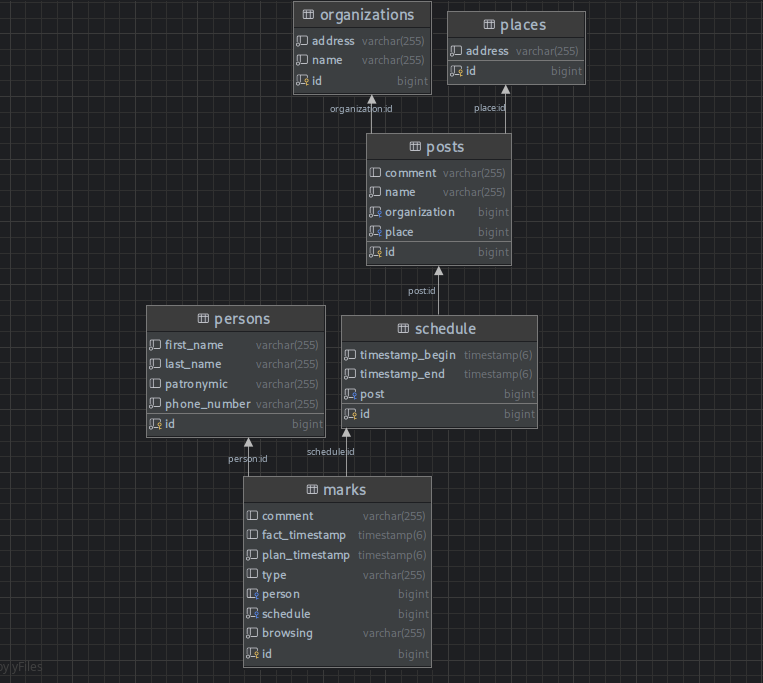 organizations
address varchar(255)
name varchar(255)
id bigint
places
address varchar(255)
id bigint
organization:id
place:id
posts
comment varchar(255)
name varchar(255)
organization bigint
place bigint
id bigint
post:id
persons
first_name varchar(255)
last_name varchar(255)
patronymic varchar(255)
phone_number varchar(255)
id bigint
schedule
timestamp_begin timestamp(6)
timestamp_end timestamp(6)
post bigint
id bigint
person:id
schedule:id
marks
comment varchar(255)
fact_timestamp timestamp(6)
plan_timestamp timestamp(6)
type varchar(255)
person bigint
schedule bigint
browsing varchar(255)
id bigint
by yFiles